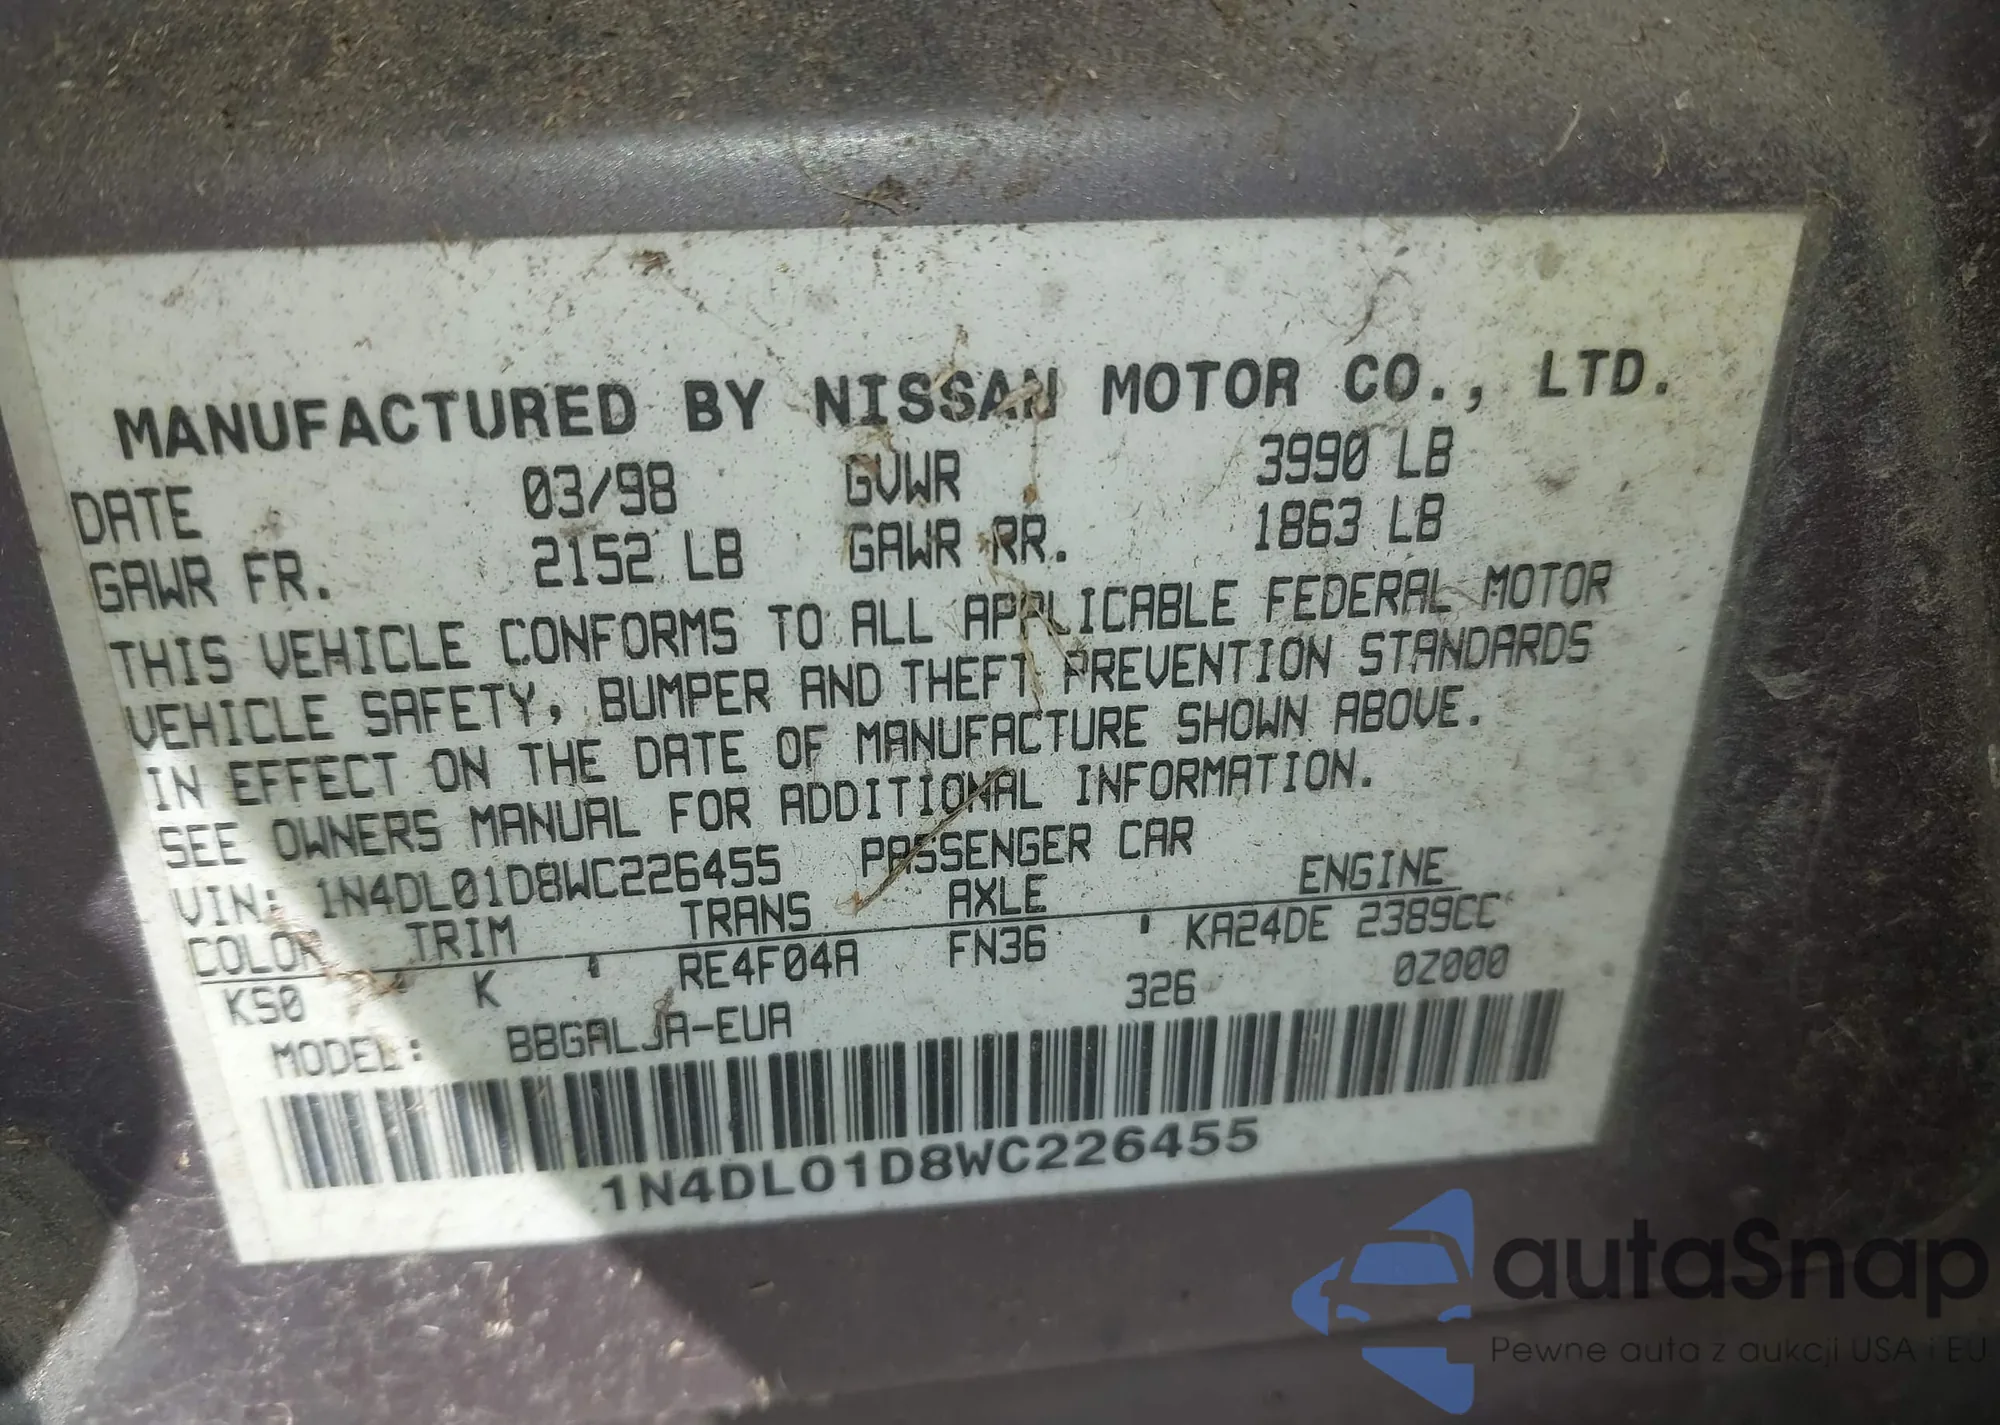 MANUFACTURED BY NISSAN MOTOR CO., LTD.
DATE 03/98 GVWR 3990 LB
GAWR FR. 2152 LB GAWR RR. 1863 LB
THIS VEHICLE CONFORMS TO ALL APPLICABLE FEDERAL MOTOR
VEHICLE SAFETY, BUMPER AND THEFT PREVENTION STANDARDS
IN EFFECT ON THE DATE OF MANUFACTURE SHOWN ABOVE.
SEE OWNERS MANUAL FOR ADDITIONAL INFORMATION.
VIN: 1N4DL01D8WC226455 PASSENGER CAR
COLOR TRIM TRANS AXLE ENGINE
KS0 ' K ' RE4F04A FN36 ' KA24DE 2389CC
MODEL: BBGALJA-EUA 326 0Z000
1N4DL01D8WC226455
autaSnap
Pewne auta z aukcji USA i EU